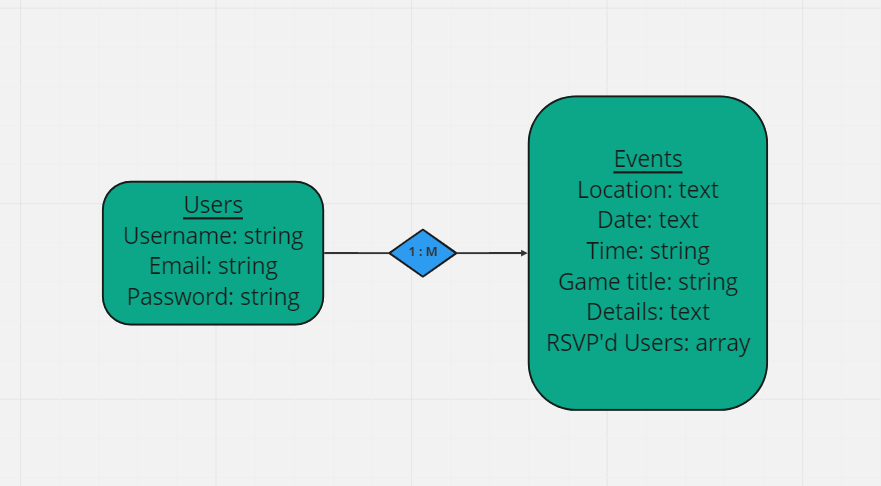 Users
Username: string
Email: string
Password: string
1 : M
Events
Location: text
Date: text
Time: string
Game title: string
Details: text
RSVP'd Users: array